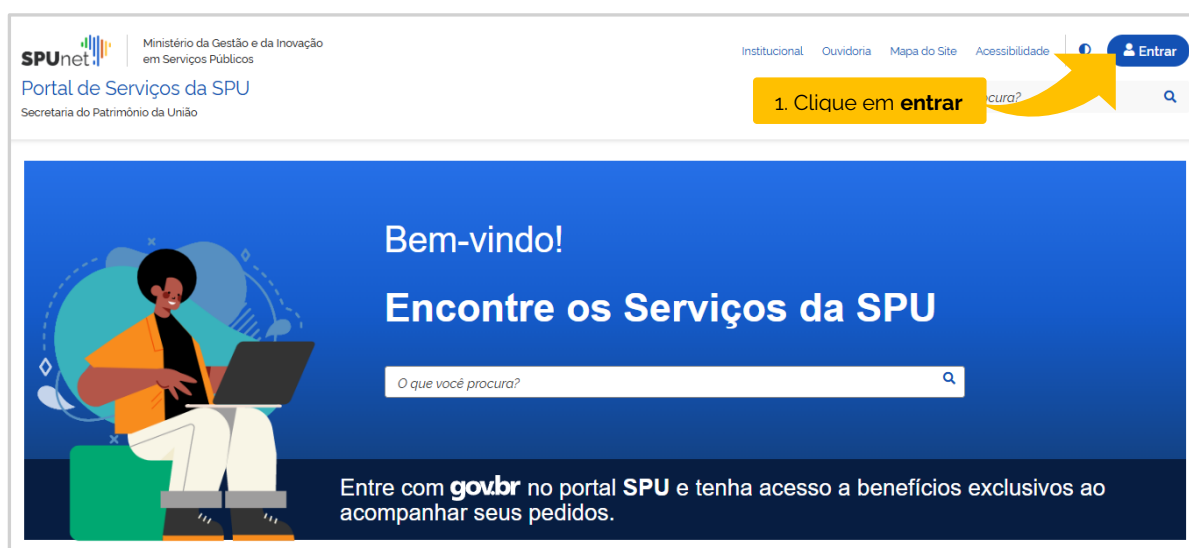 SPUnet
Ministério da Gestão e da Inovação
em Serviços Públicos
Institucional Ouvidoria Mapa do Site Acessibilidade Entrar
Portal de Serviços da SPU
Secretaria do Patrimônio da União
1. Clique em entrar
ocura?
Bem-vindo!
Encontre os Serviços da SPU
O que você procura?
Entre com gov.br no portal SPU e tenha acesso a benefícios exclusivos ao
acompanhar seus pedidos.